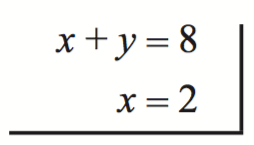 x + y = 8
x = 2